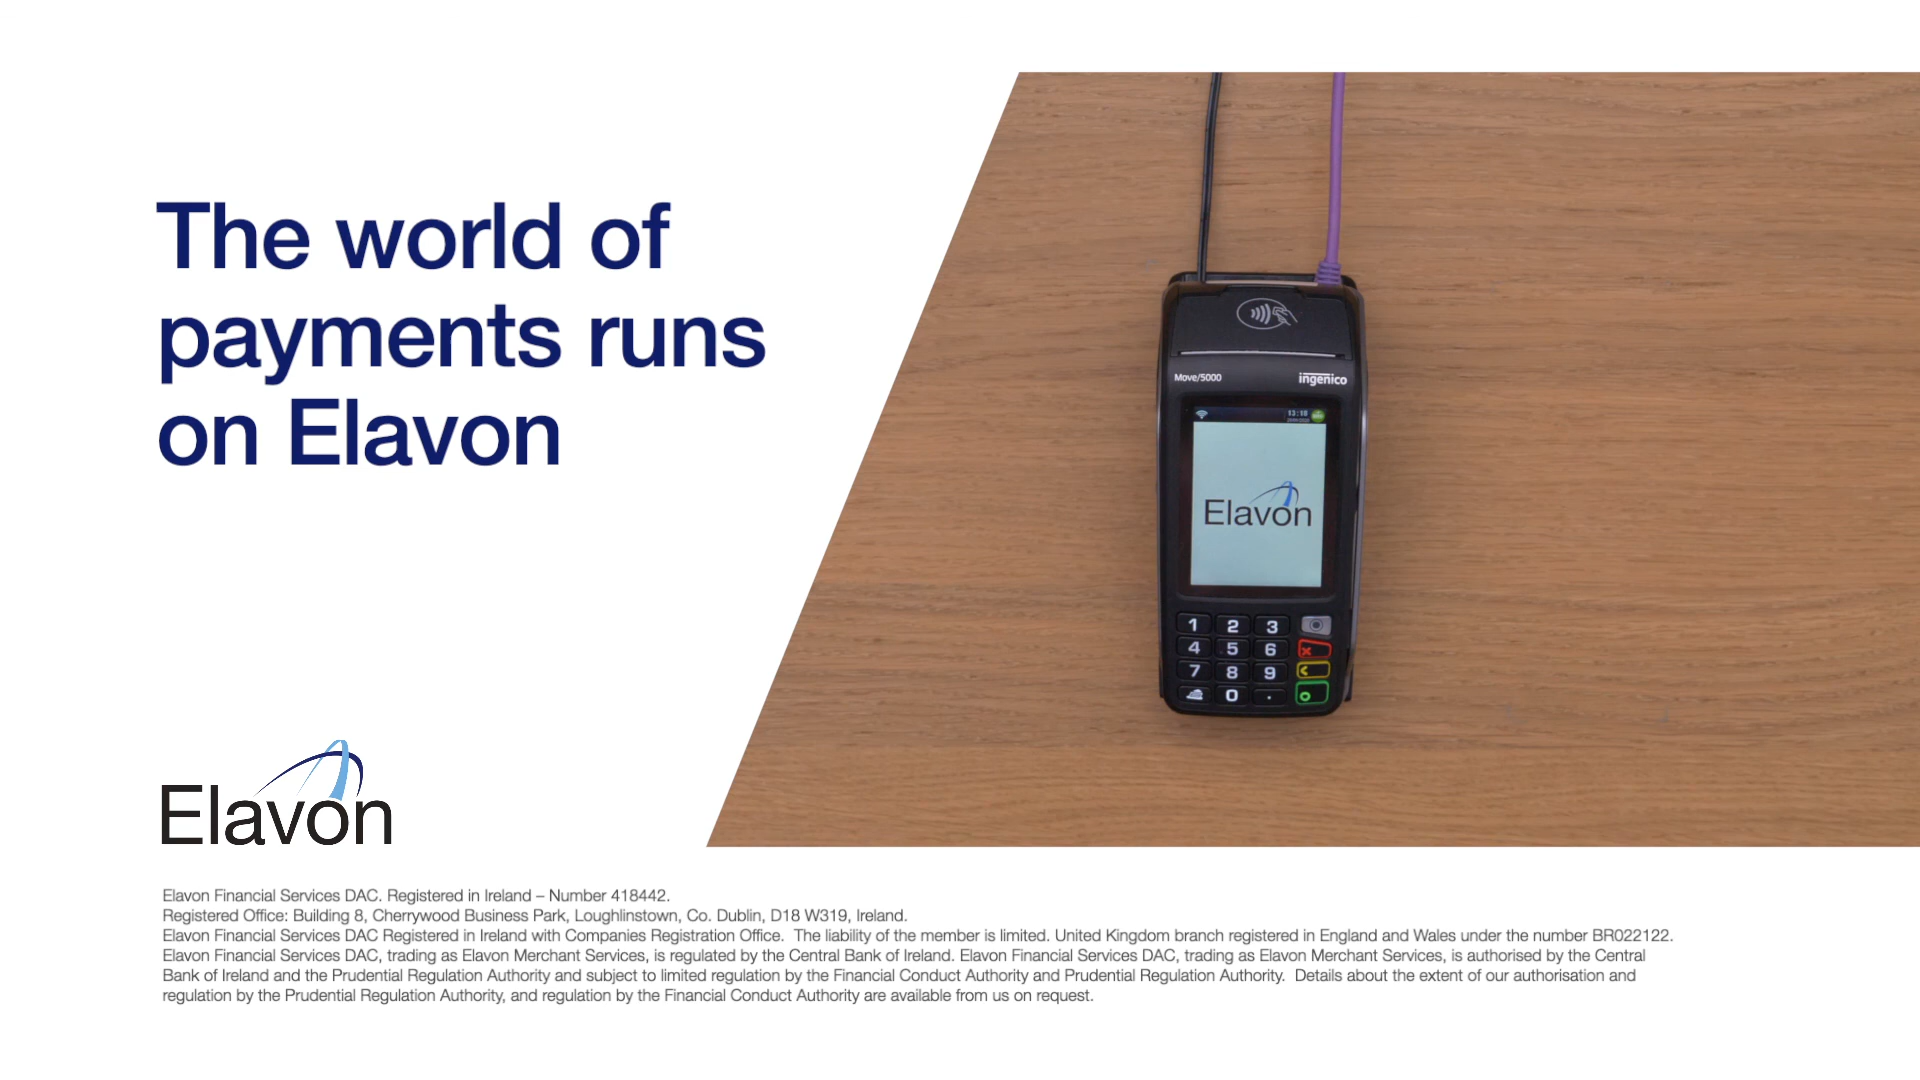 The world of
payments runs
on Elavon
Move/5000
ingenico
13:18
Elavon
1 2 3
4 5 6
7 8 9
0 .
Elavon
Elavon Financial Services DAC. Registered in Ireland – Number 418442.
Registered Office: Building 8, Cherrywood Business Park, Loughlinstown, Co. Dublin, D18 W319, Ireland.
Elavon Financial Services DAC Registered in Ireland with Companies Registration Office.  The liability of the member is limited. United Kingdom branch registered in England and Wales under the number BR022122.
Elavon Financial Services DAC, trading as Elavon Merchant Services, is regulated by the Central Bank of Ireland. Elavon Financial Services DAC, trading as Elavon Merchant Services, is authorised by the Central
Bank of Ireland and the Prudential Regulation Authority and subject to limited regulation by the Financial Conduct Authority and Prudential Regulation Authority.  Details about the extent of our authorisation and
regulation by the Prudential Regulation Authority, and regulation by the Financial Conduct Authority are available from us on request.